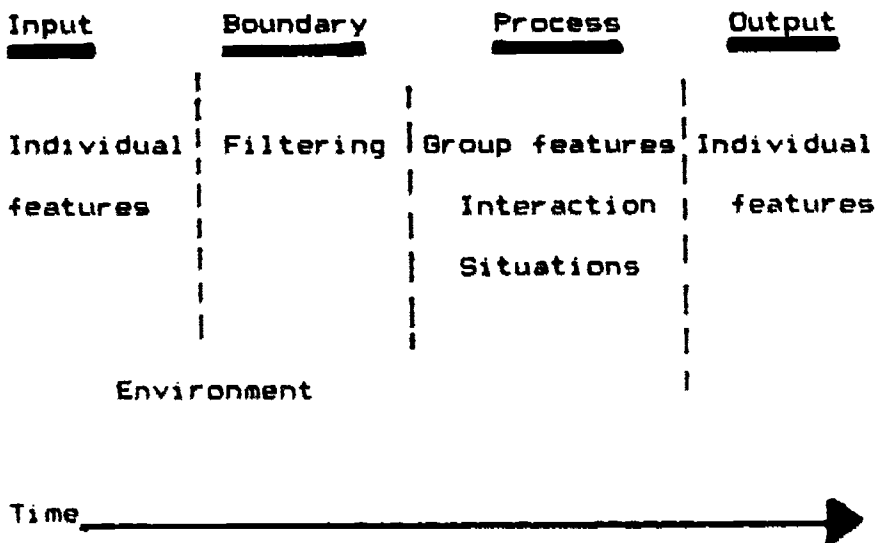 Input Boundary Process Output
Individual Filtering Group features Individual
features Interaction features
Situations
Environment
Time